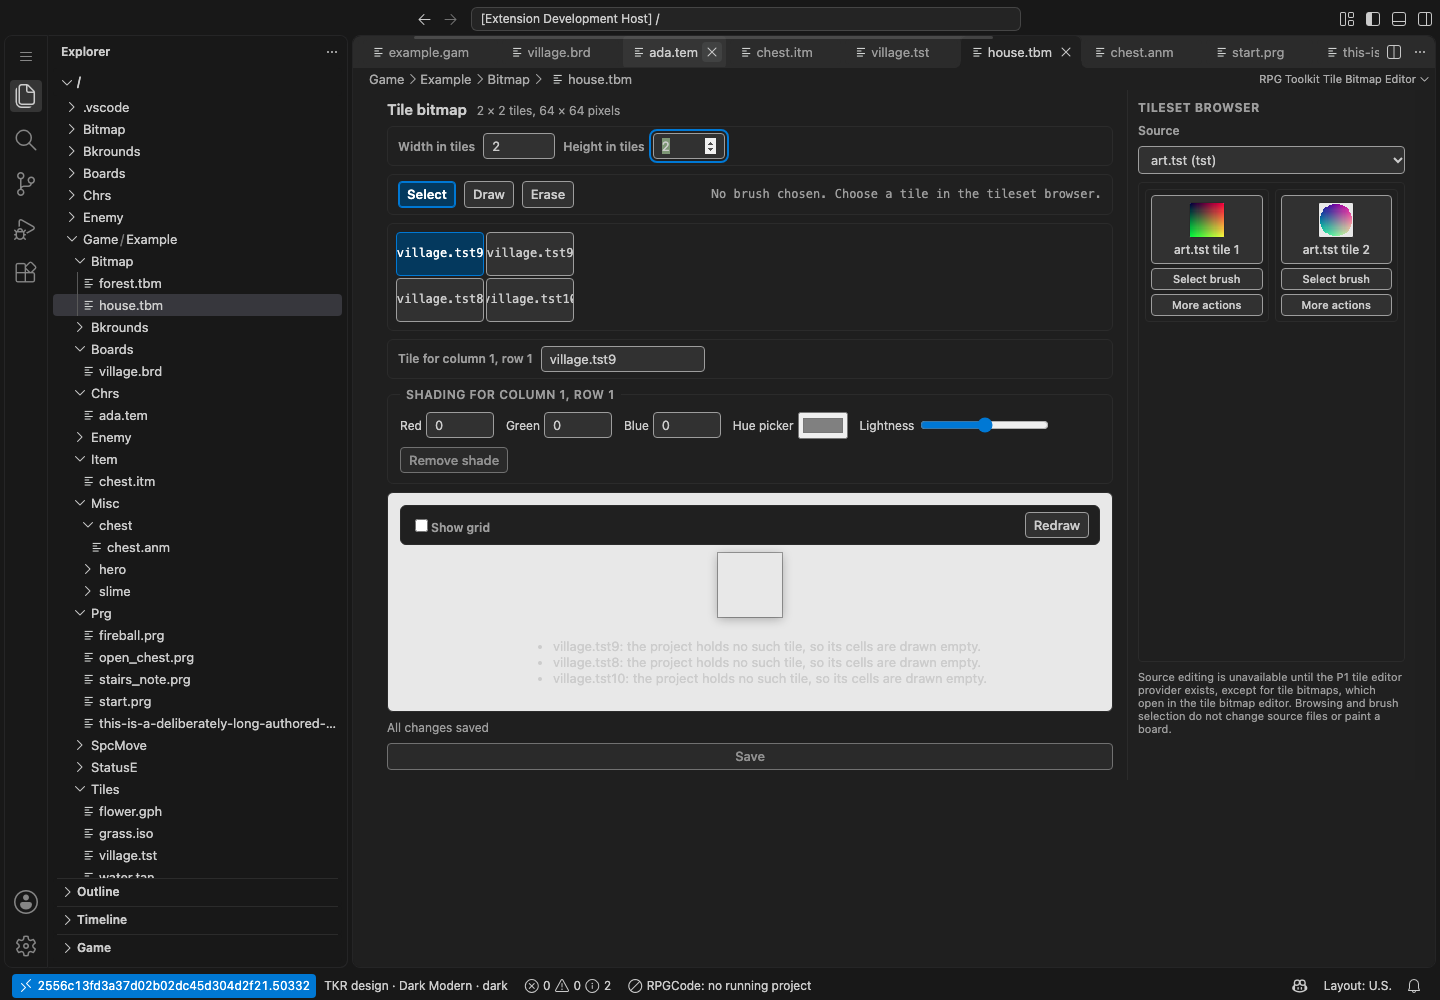 [Extension Development Host] /
Explorer
/
.vscode
Bitmap
Bkrounds
Boards
Chrs
Enemy
Game/Example
Bitmap
forest.tbm
house.tbm
Bkrounds
Boards
village.brd
Chrs
ada.tem
Enemy
Item
chest.itm
Misc
chest
chest.anm
hero
slime
Prg
fireball.prg
open_chest.prg
stairs_note.prg
start.prg
this-is-a-deliberately-long-authored-...
SpcMove
StatusE
Tiles
flower.gph
grass.iso
village.tst
water.tan
Outline
Timeline
Game
example.gam village.brd ada.tem chest.itm village.tst house.tbm chest.anm start.prg this-is
Game > Example > Bitmap > house.tbm
RPG Toolkit Tile Bitmap Editor
Tile bitmap 2 × 2 tiles, 64 × 64 pixels
Width in tiles 2 Height in tiles 2
Select Draw Erase No brush chosen. Choose a tile in the tileset browser.
village.tst9 village.tst9
village.tst8 village.tst10
Tile for column 1, row 1 village.tst9
SHADING FOR COLUMN 1, ROW 1
Red 0 Green 0 Blue 0 Hue picker Lightness
Remove shade
Show grid Redraw
village.tst9: the project holds no such tile, so its cells are drawn empty.
village.tst8: the project holds no such tile, so its cells are drawn empty.
village.tst10: the project holds no such tile, so its cells are drawn empty.
All changes saved
Save
TILESET BROWSER
Source
art.tst (tst)
art.tst tile 1 art.tst tile 2
Select brush Select brush
More actions More actions
Source editing is unavailable until the P1 tile editor
provider exists, except for tile bitmaps, which
open in the tile bitmap editor. Browsing and brush
selection do not change source files or paint a
board.
2556c13fd3a37d02b02dc45d304d2f21.50332 TKR design · Dark Modern · dark 0 0 2 RPGCode: no running project Layout: U.S.